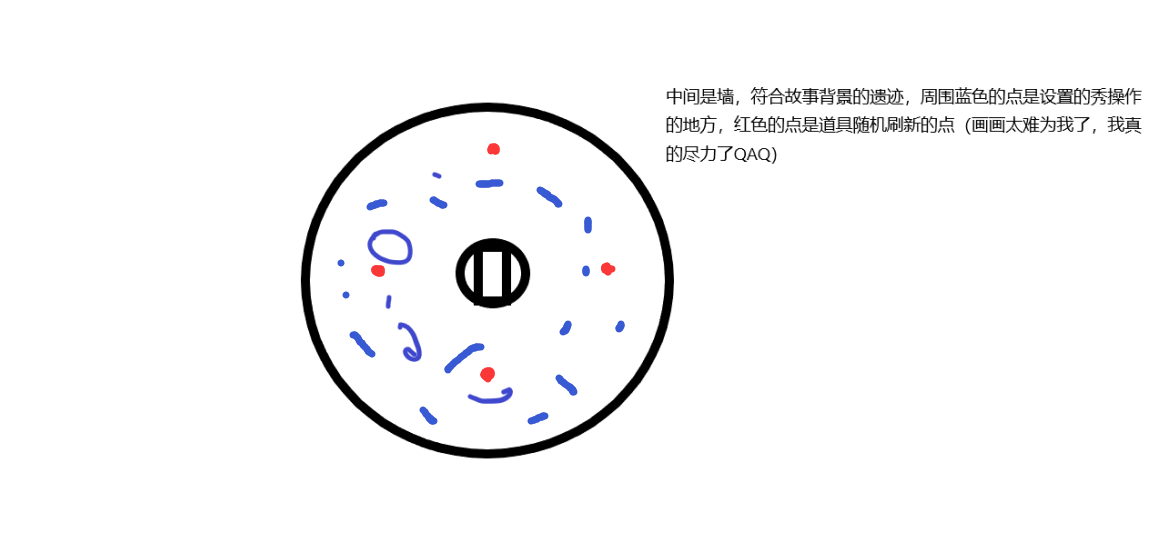 中间是墙，符合故事背景的遗迹，周围蓝色的点是设置的秀操作
的地方，红色的点是道具随机刷新的点（画画太难为我了，我真
的尽力了QAQ）